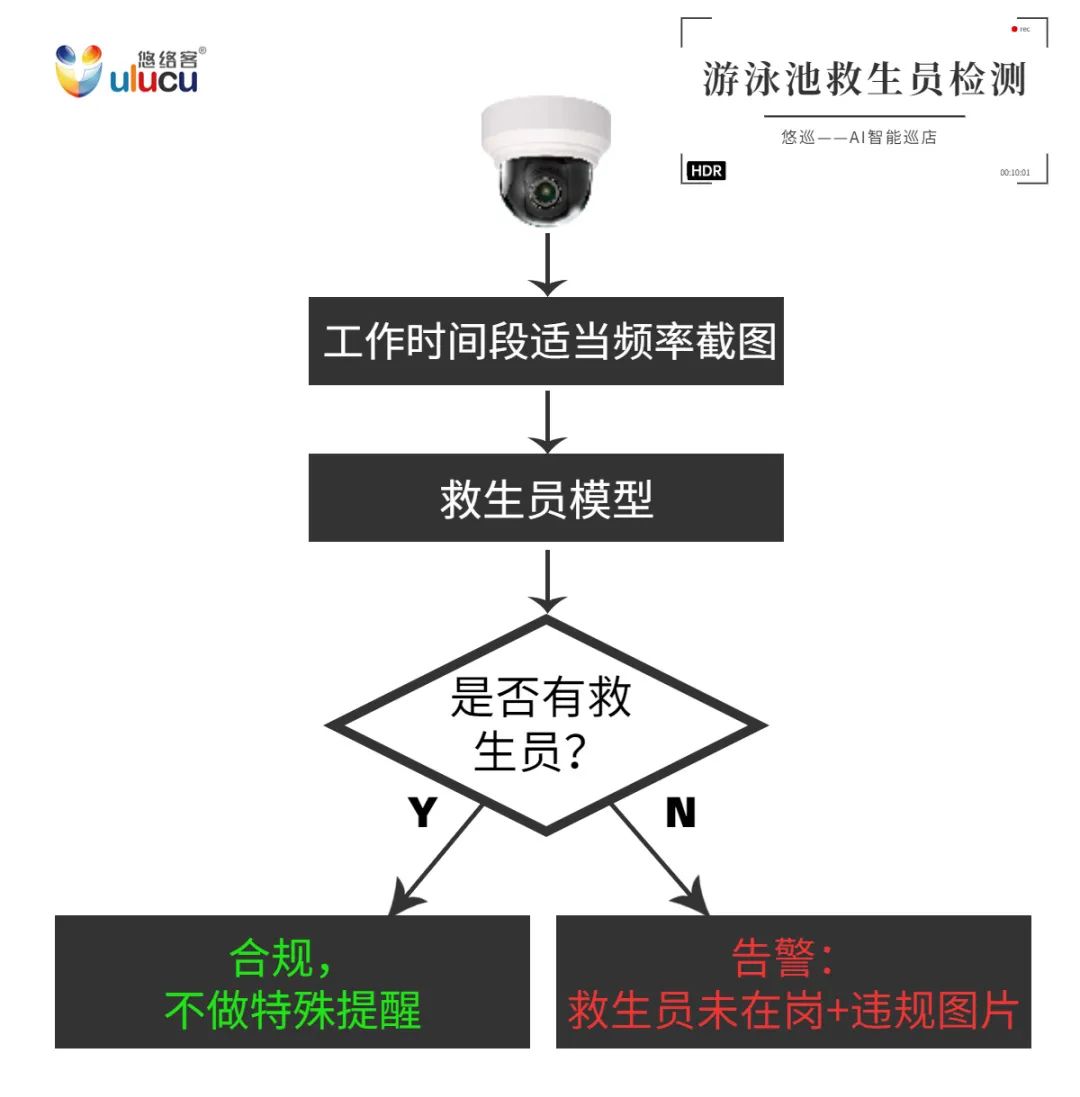 悠络客®
ulucu
rec
游泳池救生员检测
悠巡——AI智能巡店
HDR
00:10:01
工作时间段适当频率截图
救生员模型
是否有救
生员?
Y
N
合规，
不做特殊提醒
告警：
救生员未在岗+违规图片